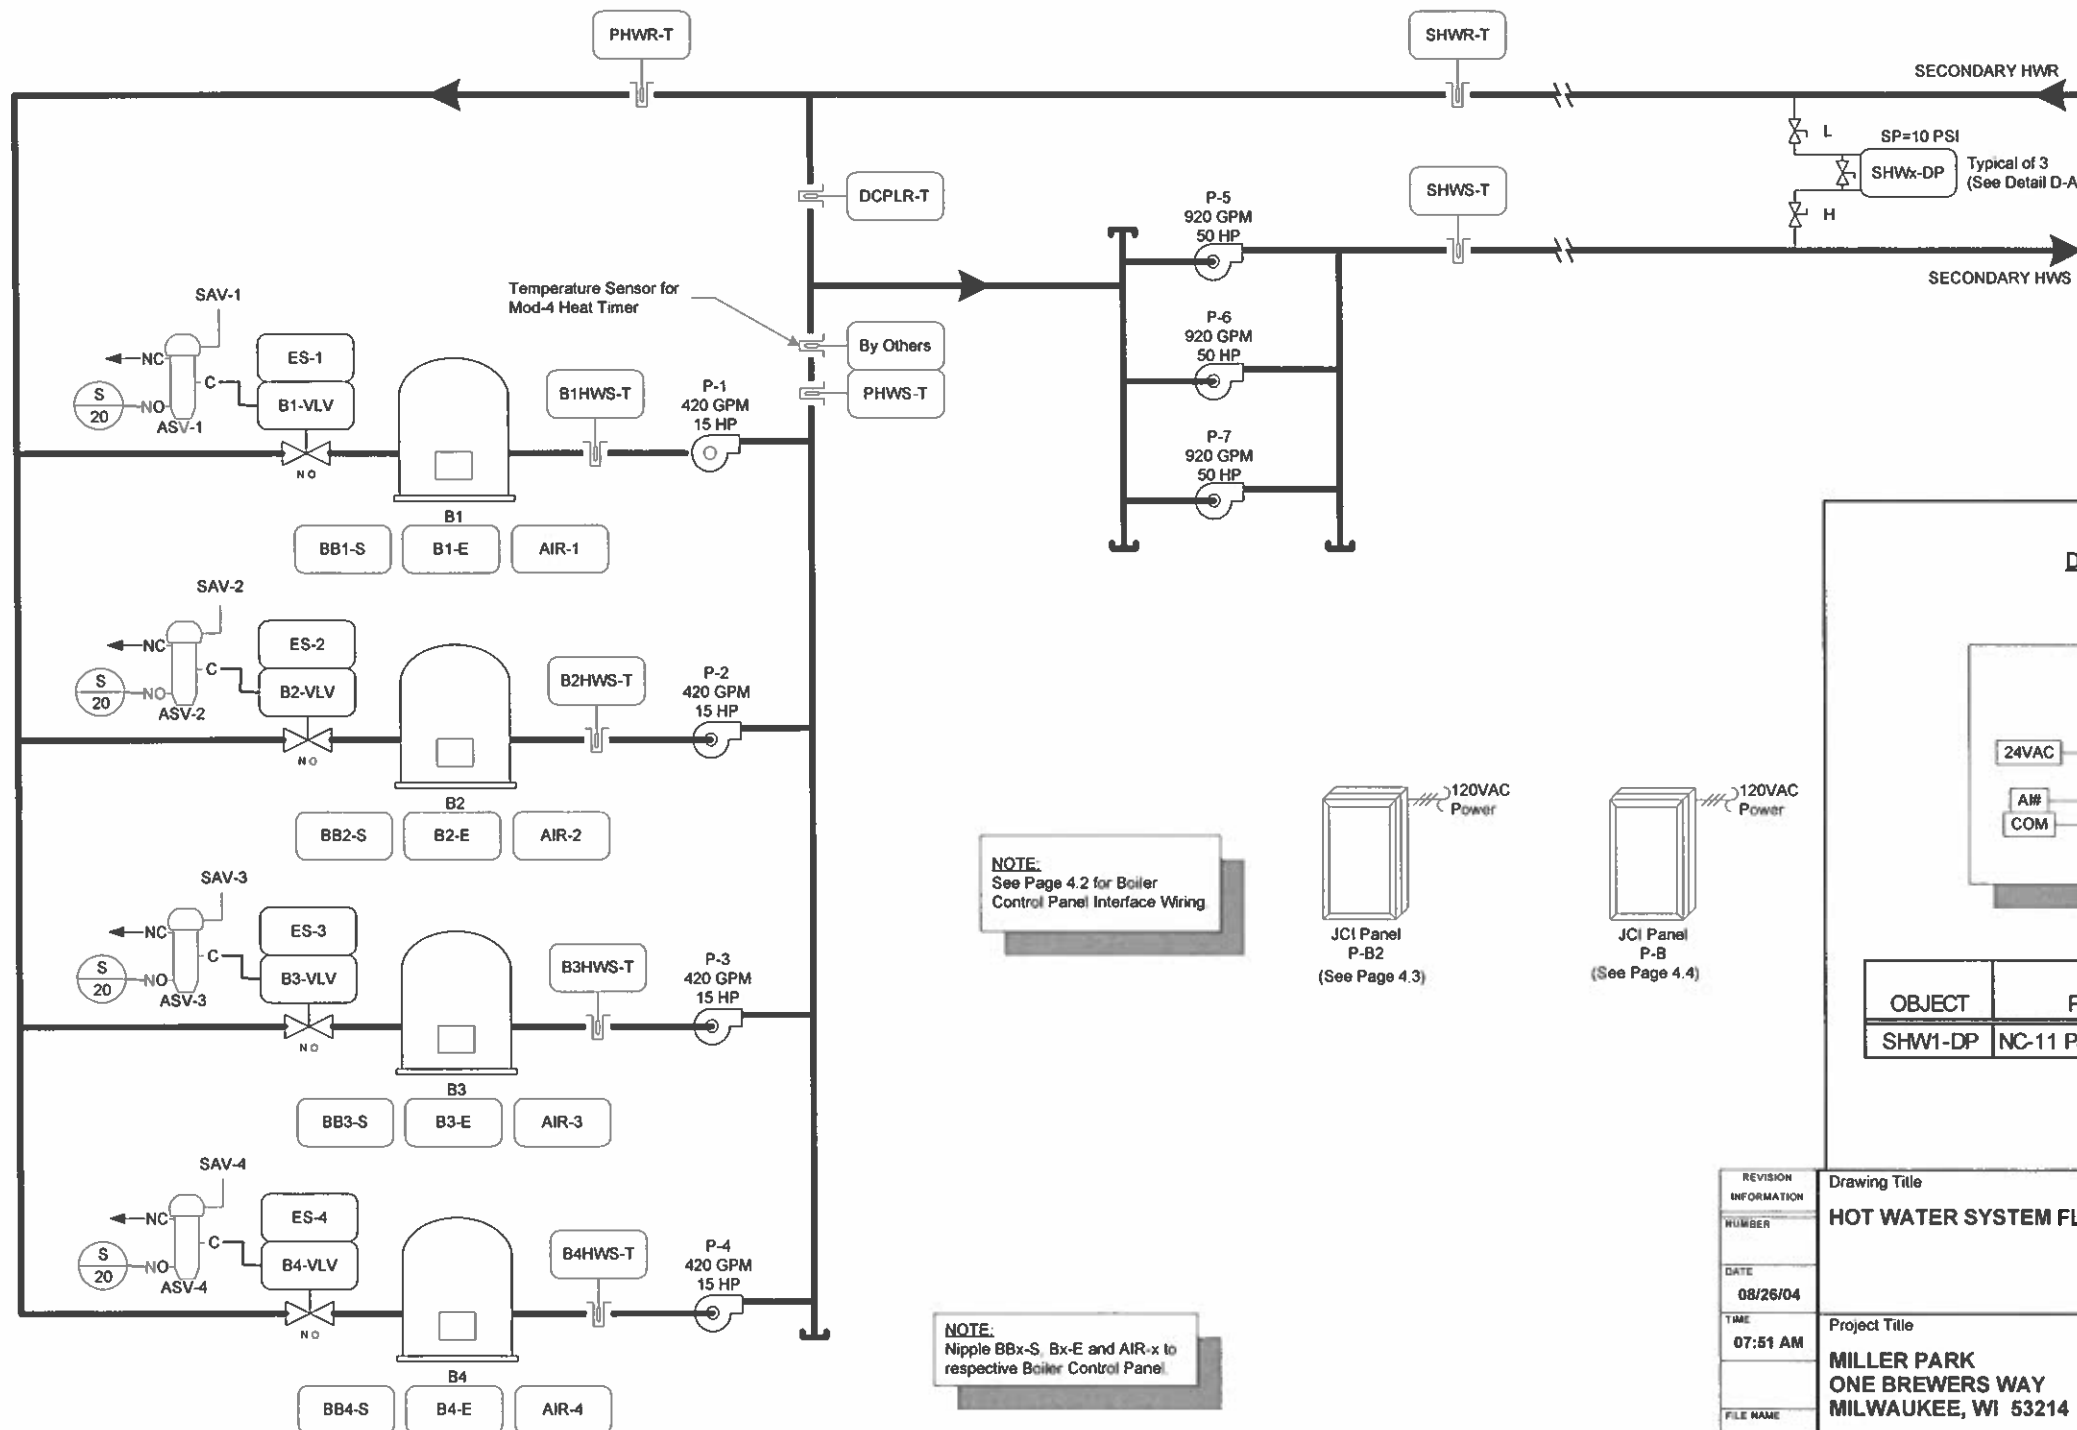 PHWR-T
SHWR-T
SECONDARY HWR
L
SP=10 PSI
SHWx-DP
Typical of 3
(See Detail D-A
H
DCPLR-T
SHWS-T
SECONDARY HWS
P-5
920 GPM
50 HP
P-6
920 GPM
50 HP
P-7
920 GPM
50 HP
Temperature Sensor for
Mod-4 Heat Timer
By Others
PHWS-T
SAV-1
NC
ES-1
C
S
20
NO
B1-VLV
ASV-1
NO
B1HWS-T
P-1
420 GPM
15 HP
B1
BB1-S
B1-E
AIR-1
SAV-2
NC
ES-2
C
S
20
NO
B2-VLV
ASV-2
NO
B2HWS-T
P-2
420 GPM
15 HP
B2
BB2-S
B2-E
AIR-2
SAV-3
NC
ES-3
C
S
20
NO
B3-VLV
ASV-3
NO
B3HWS-T
P-3
420 GPM
15 HP
B3
BB3-S
B3-E
AIR-3
SAV-4
NC
ES-4
C
S
20
NO
B4-VLV
ASV-4
NO
B4HWS-T
P-4
420 GPM
15 HP
B4
BB4-S
B4-E
AIR-4
NOTE:
See Page 4.2 for Boiler
Control Panel Interface Wiring
120VAC
Power
JCI Panel
P-B2
(See Page 4.3)
120VAC
Power
JCI Panel
P-B
(See Page 4.4)
NOTE:
Nipple BBx-S, Bx-E and AIR-x to
respective Boiler Control Panel.
D
24VAC
AI#
COM
OBJECT
SHW1-DP
NC-11 P
REVISION
INFORMATION
NUMBER
DATE
08/26/04
TIME
07:51 AM
FILE NAME
Drawing Title
HOT WATER SYSTEM FL
Project Title
MILLER PARK
ONE BREWERS WAY
MILWAUKEE, WI 53214